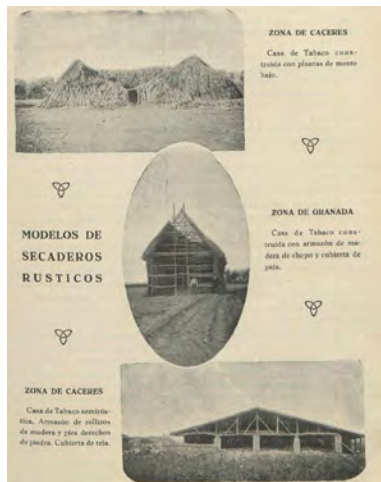 ZONA DE CACERES
Casa de Tabaco cons-
truída con plantas de monte
bajo.
MODELOS DE
SECADEROS
RUSTICOS
ZONA DE GRANADA
Casa de Tabaco cons-
truída con armazón de ma-
dera de chopo y cubierta de
paja.
ZONA DE CACERES
Casa de Tabaco semirús-
tica. Armazón de rollizos
de madera y pies derechos
de piedra. Cubierta de teja.